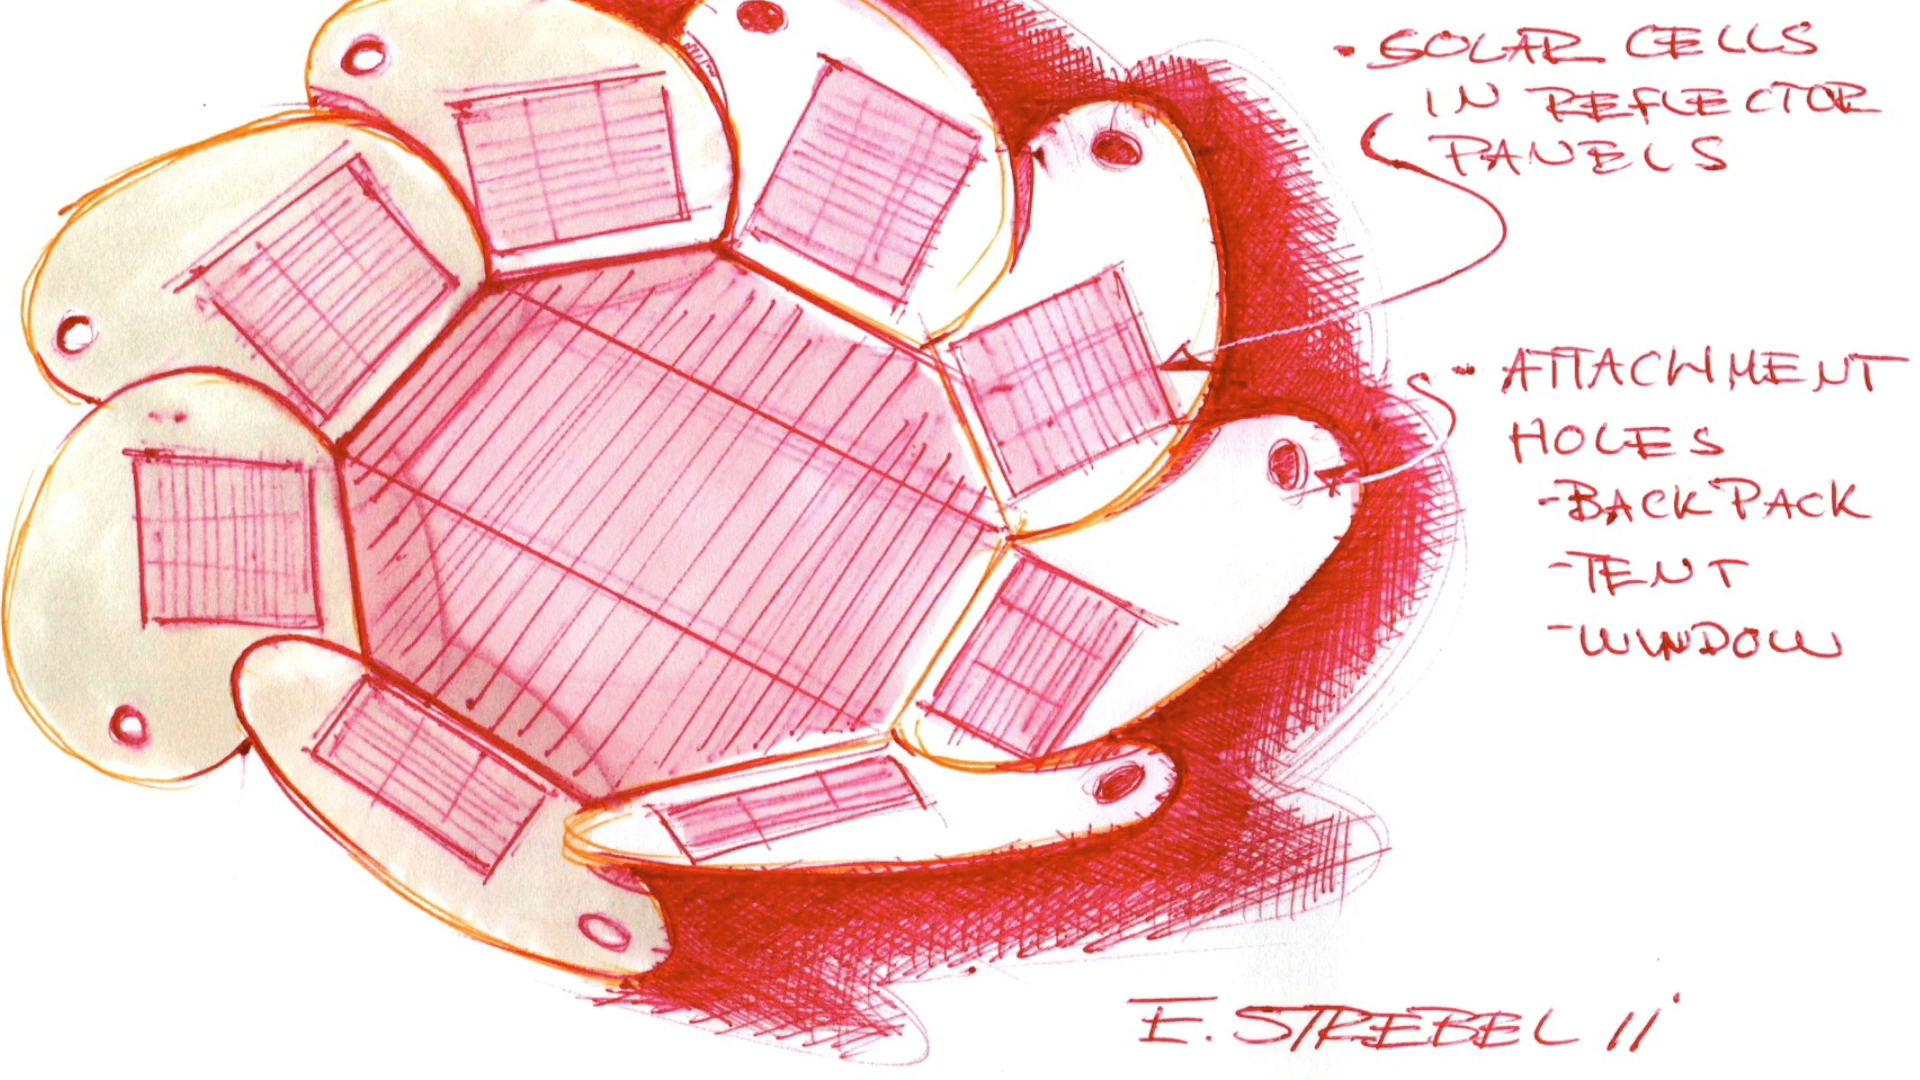 • SOLAR CELLS
IN REFLECTOR
PANELS
• ATTACHMENT
HOLES
-BACKPACK
-TENT
-WINDOW
E. STREBEL 11'